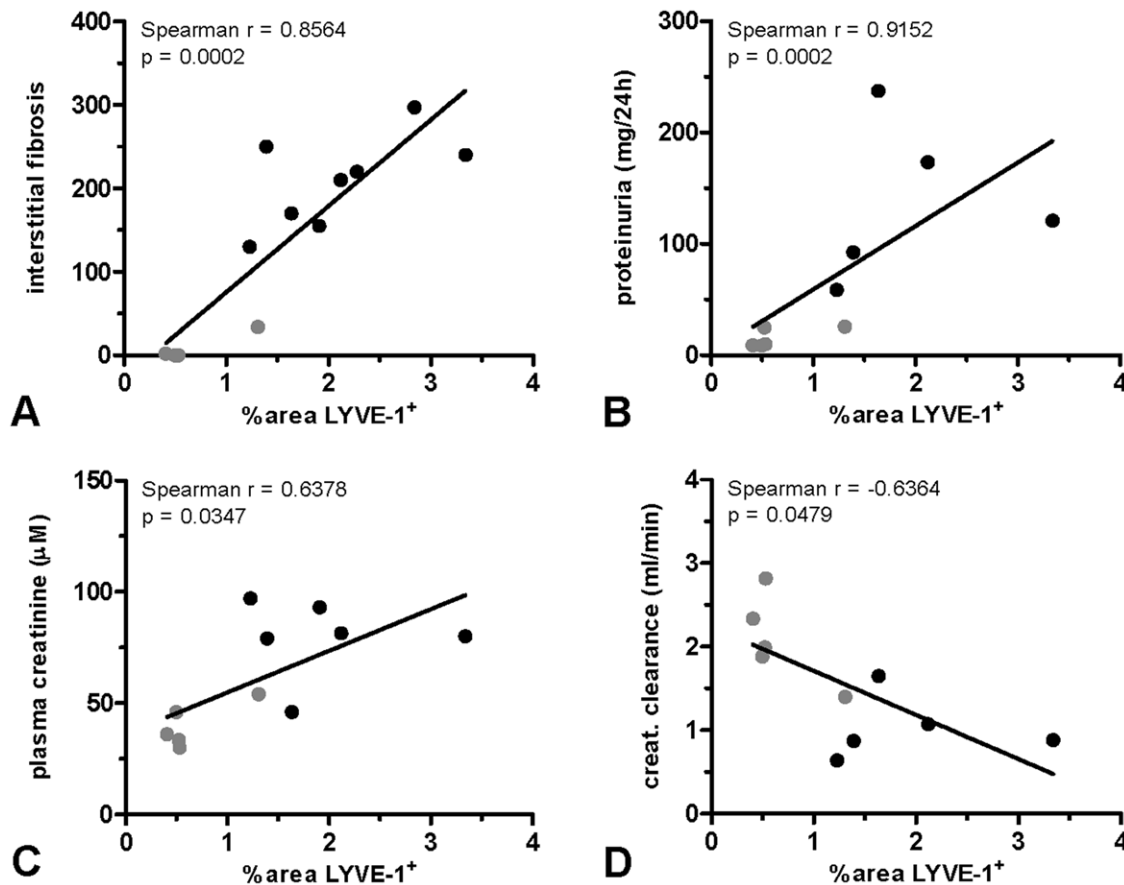 Spearman r = 0.8564
p = 0.0002
400
300
200
100
0
interstitial fibrosis
0 1 2 3 4
%area LYVE-1⁺
A
Spearman r = 0.9152
p = 0.0002
300
200
100
0
proteinuria (mg/24h)
0 1 2 3 4
%area LYVE-1⁺
B
Spearman r = 0.6378
p = 0.0347
150
100
50
0
plasma creatinine (μM)
0 1 2 3 4
%area LYVE-1⁺
C
Spearman r = -0.6364
p = 0.0479
4
3
2
1
0
creat. clearance (ml/min)
0 1 2 3 4
%area LYVE-1⁺
D